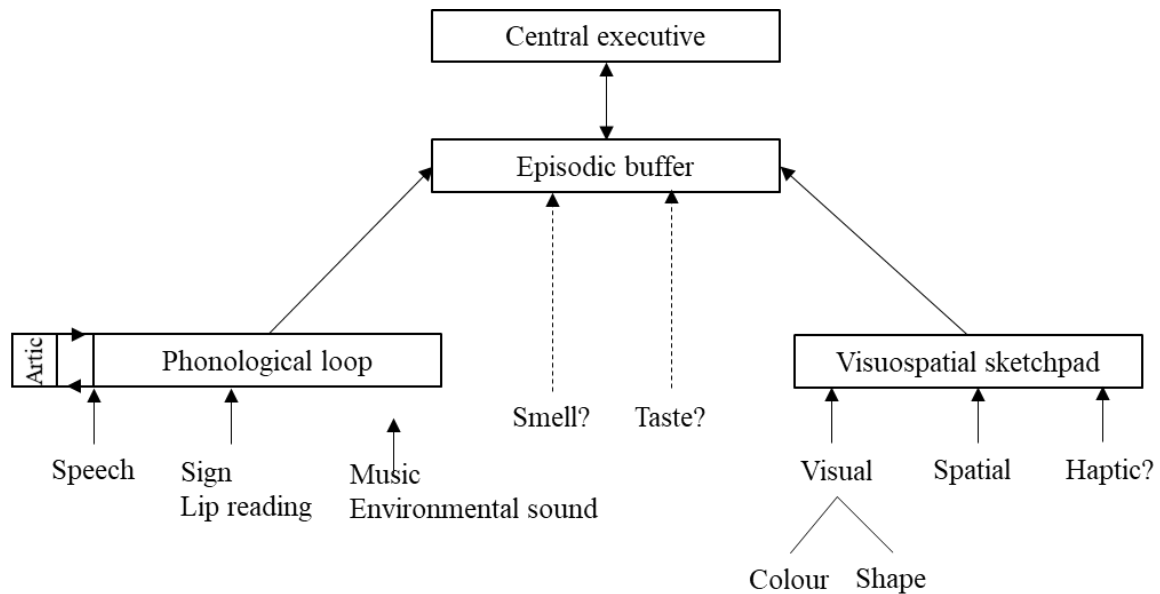 Central executive
Episodic buffer
Artic
Phonological loop
Visuospatial sketchpad
Smell?
Taste?
Speech
Sign
Lip reading
Music
Environmental sound
Visual
Spatial
Haptic?
Colour
Shape